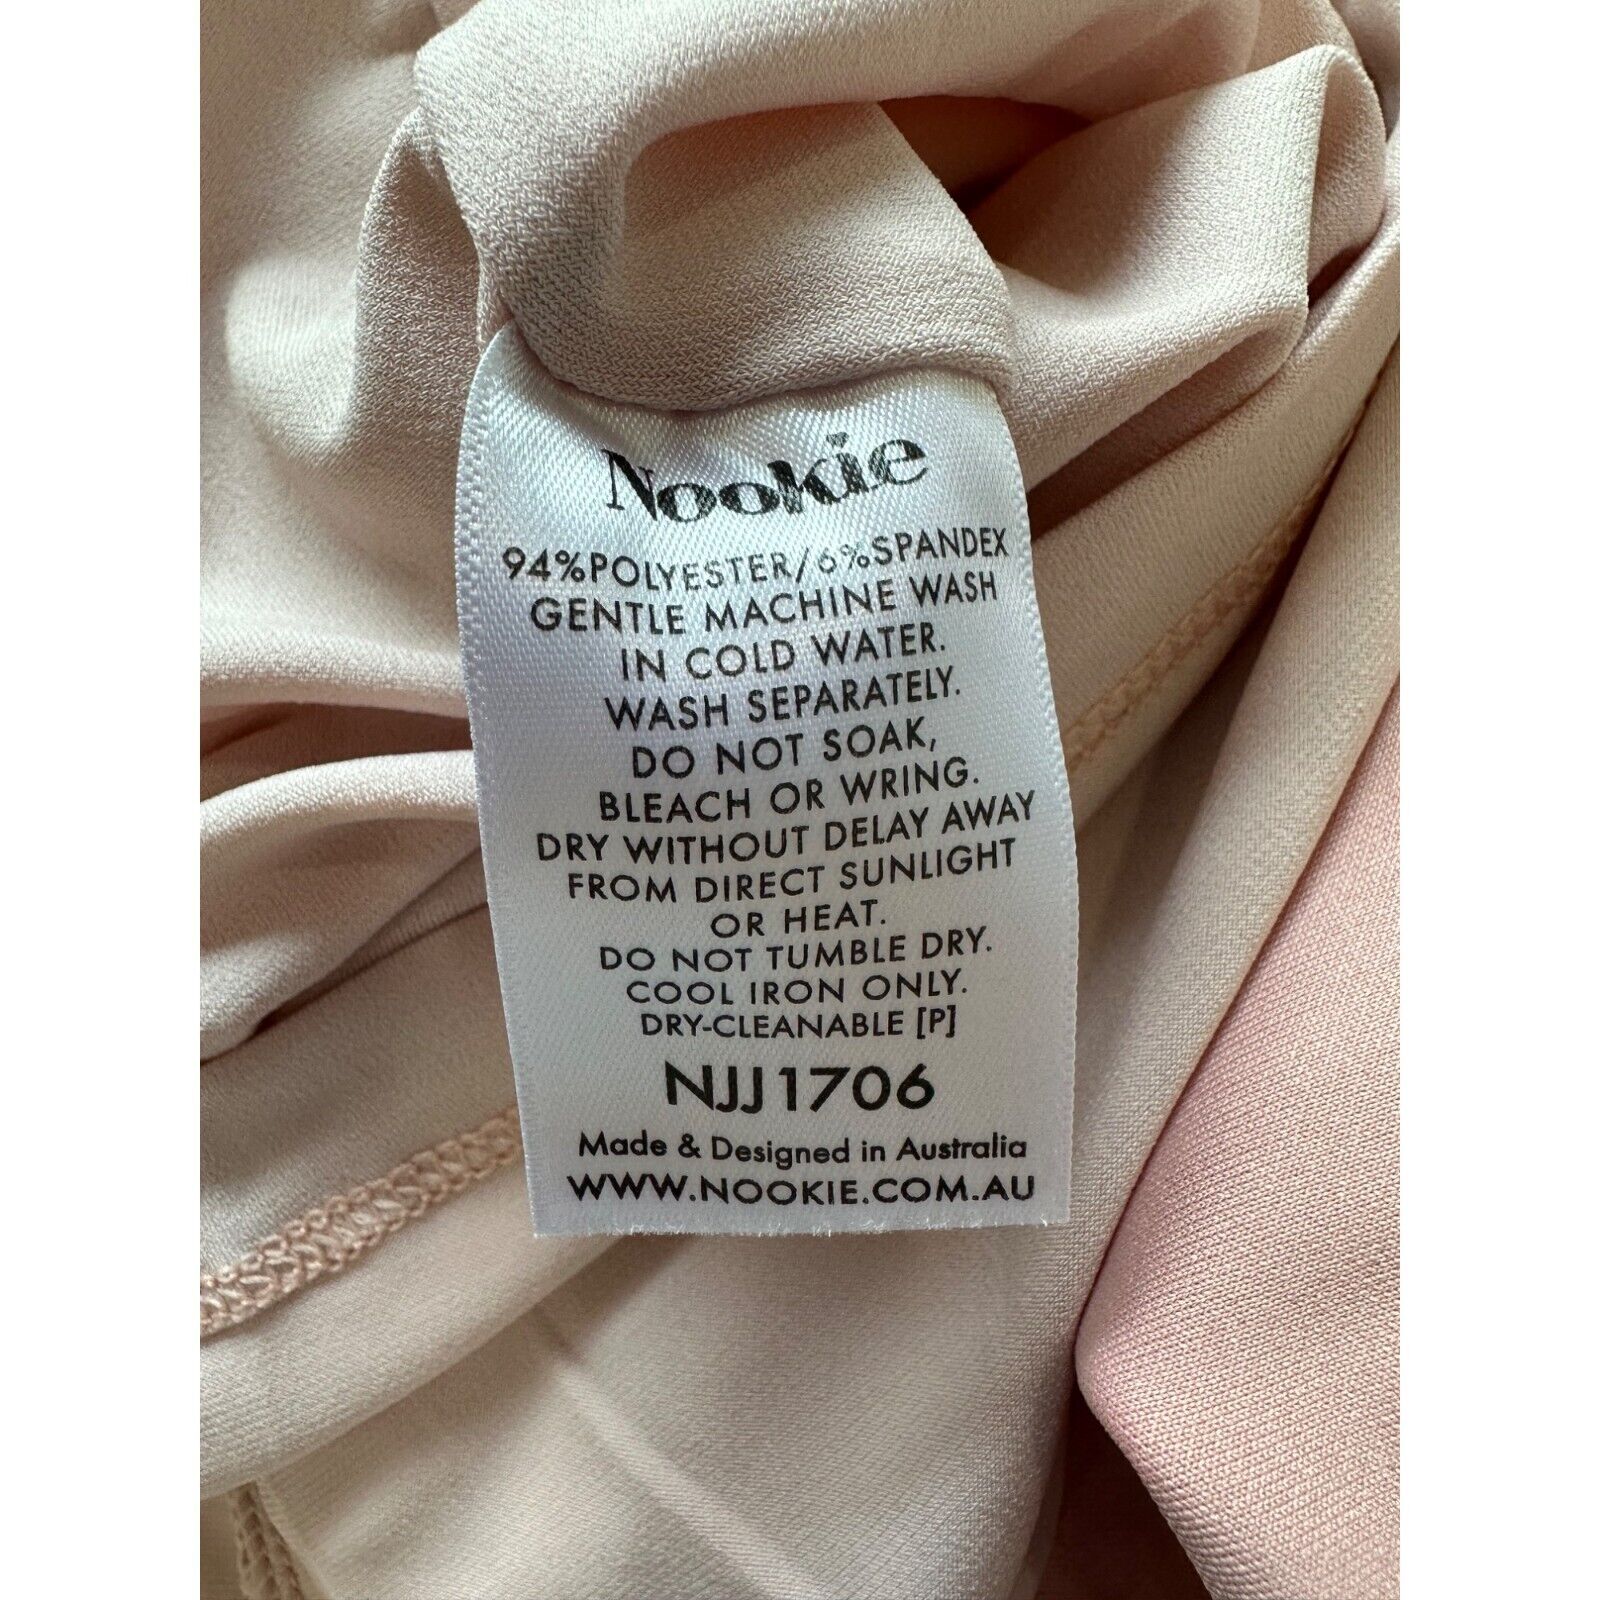 Nookie
94%POLYESTER/6%SPANDEX
GENTLE MACHINE WASH
IN COLD WATER.
WASH SEPARATELY.
DO NOT SOAK,
BLEACH OR WRING.
DRY WITHOUT DELAY AWAY
FROM DIRECT SUNLIGHT
OR HEAT.
DO NOT TUMBLE DRY.
COOL IRON ONLY.
DRY-CLEANABLE [P]
NJJ1706
Made & Designed in Australia
WWW.NOOKIE.COM.AU